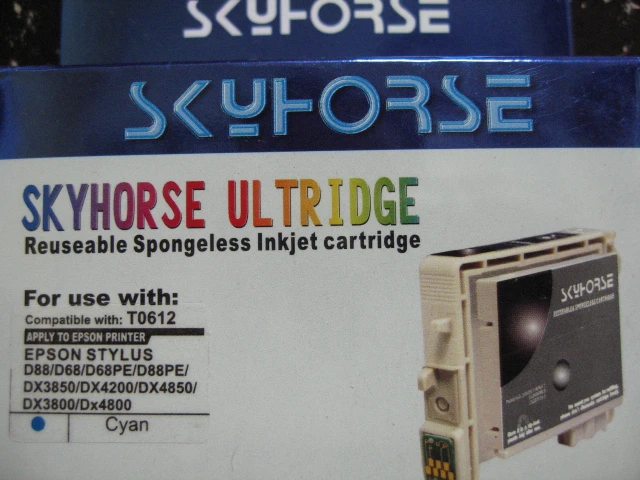 SKYHORSE
SKYHORSE
SKYHORSE ULTRIDGE
Reuseable Spongeless Inkjet cartridge
For use with:
Compatible with: T0612
APPLY TO EPSON PRINTER
EPSON STYLUS
D88/D68/D68PE/D88PE/
DX3850/DX4200/DX4850/
DX3800/Dx4800
Cyan
SKYHORSE